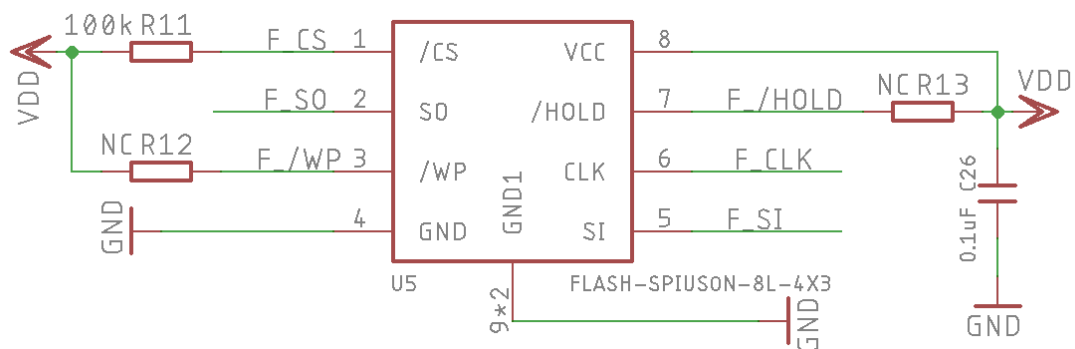 100k R11
F_CS 1 /CS VCC 8
VDD
F_SO 2 SO /HOLD 7 F_/HOLD NC R13 VDD
NC R12
F_/WP 3 /WP CLK 6 F_CLK
GND 4 GND GND1 SI 5 F_SI
0.1uF C26
U5 FLASH-SPIUSON-8L-4X3
9*2 GND
GND